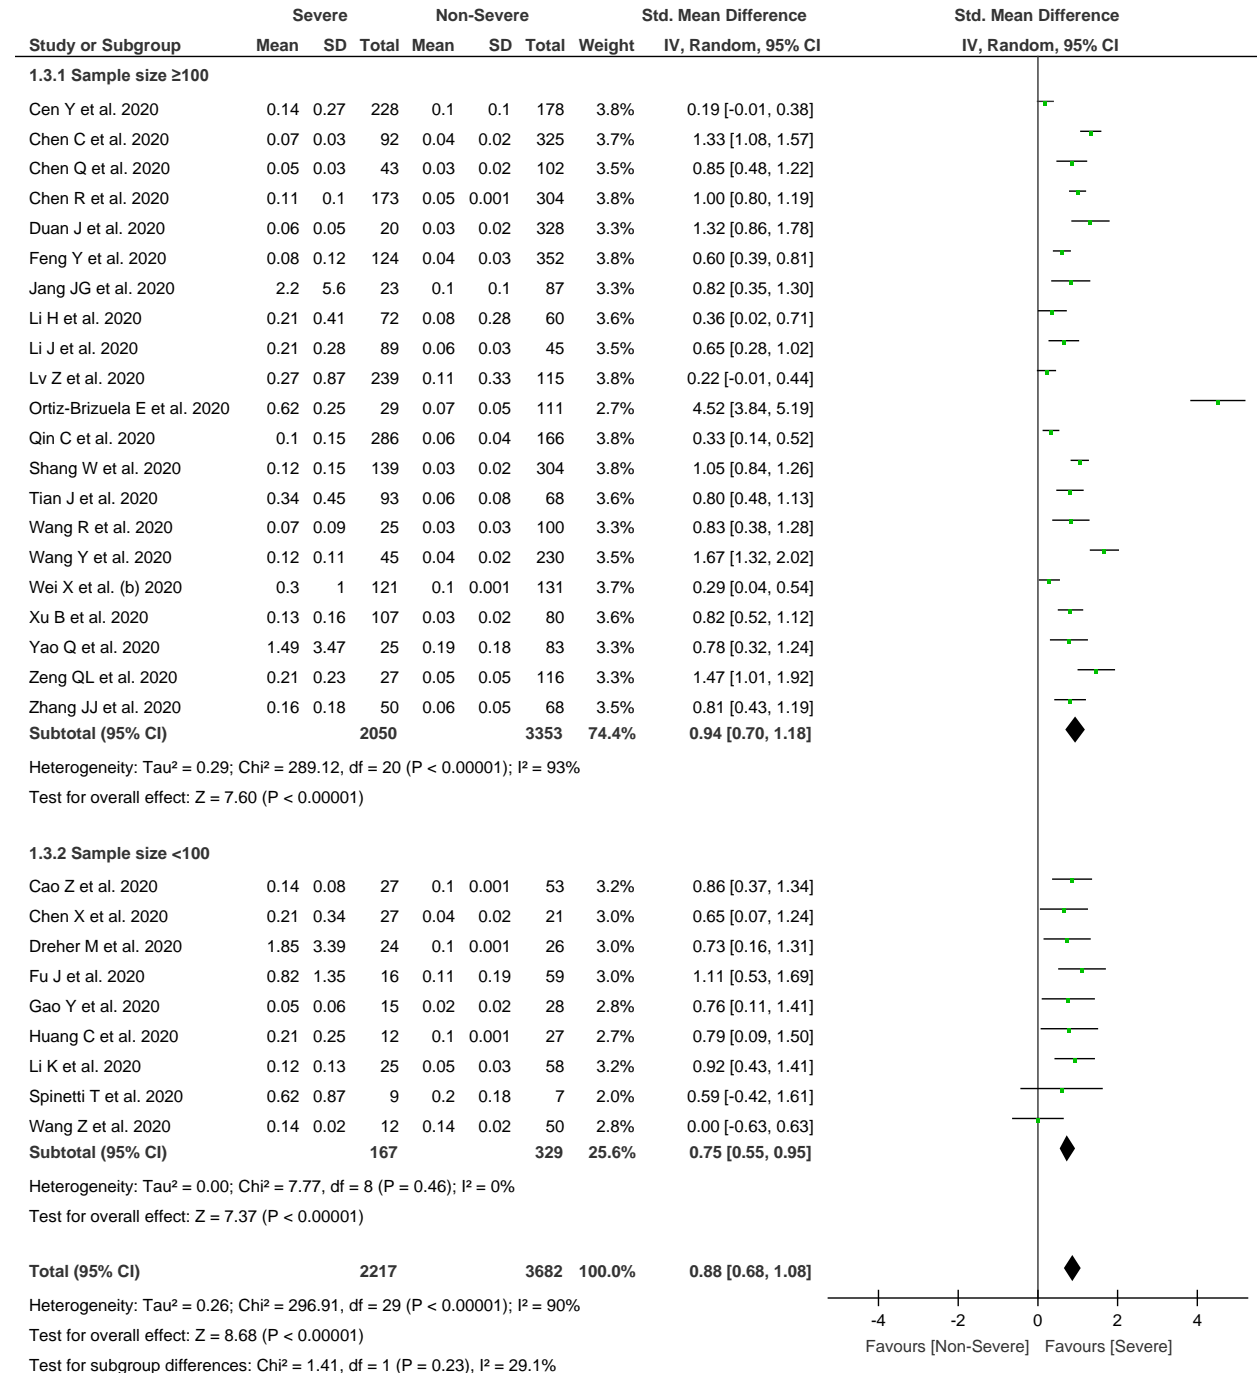 Severe Non-Severe Std. Mean Difference Std. Mean Difference
Study or Subgroup Mean SD Total Mean SD Total Weight IV, Random, 95% CI IV, Random, 95% CI
1.3.1 Sample size ≥100
Cen Y et al. 2020 0.14 0.27 228 0.1 0.1 178 3.8% 0.19 [-0.01, 0.38]
Chen C et al. 2020 0.07 0.03 92 0.04 0.02 325 3.7% 1.33 [1.08, 1.57]
Chen Q et al. 2020 0.05 0.03 43 0.03 0.02 102 3.5% 0.85 [0.48, 1.22]
Chen R et al. 2020 0.11 0.1 173 0.05 0.001 304 3.8% 1.00 [0.80, 1.19]
Duan J et al. 2020 0.06 0.05 20 0.03 0.02 328 3.3% 1.32 [0.86, 1.78]
Feng Y et al. 2020 0.08 0.12 124 0.04 0.03 352 3.8% 0.60 [0.39, 0.81]
Jang JG et al. 2020 2.2 5.6 23 0.1 0.1 87 3.3% 0.82 [0.35, 1.30]
Li H et al. 2020 0.21 0.41 72 0.08 0.28 60 3.6% 0.36 [0.02, 0.71]
Li J et al. 2020 0.21 0.28 89 0.06 0.03 45 3.5% 0.65 [0.28, 1.02]
Lv Z et al. 2020 0.27 0.87 239 0.11 0.33 115 3.8% 0.22 [-0.01, 0.44]
Ortiz-Brizuela E et al. 2020 0.62 0.25 29 0.07 0.05 111 2.7% 4.52 [3.84, 5.19]
Qin C et al. 2020 0.1 0.15 286 0.06 0.04 166 3.8% 0.33 [0.14, 0.52]
Shang W et al. 2020 0.12 0.15 139 0.03 0.02 304 3.8% 1.05 [0.84, 1.26]
Tian J et al. 2020 0.34 0.45 93 0.06 0.08 68 3.6% 0.80 [0.48, 1.13]
Wang R et al. 2020 0.07 0.09 25 0.03 0.03 100 3.3% 0.83 [0.38, 1.28]
Wang Y et al. 2020 0.12 0.11 45 0.04 0.02 230 3.5% 1.67 [1.32, 2.02]
Wei X et al. (b) 2020 0.3 1 121 0.1 0.001 131 3.7% 0.29 [0.04, 0.54]
Xu B et al. 2020 0.13 0.16 107 0.03 0.02 80 3.6% 0.82 [0.52, 1.12]
Yao Q et al. 2020 1.49 3.47 25 0.19 0.18 83 3.3% 0.78 [0.32, 1.24]
Zeng QL et al. 2020 0.21 0.23 27 0.05 0.05 116 3.3% 1.47 [1.01, 1.92]
Zhang JJ et al. 2020 0.16 0.18 50 0.06 0.05 68 3.5% 0.81 [0.43, 1.19]
Subtotal (95% CI) 2050 3353 74.4% 0.94 [0.70, 1.18]
Heterogeneity: Tau² = 0.29; Chi² = 289.12, df = 20 (P < 0.00001); I² = 93%
Test for overall effect: Z = 7.60 (P < 0.00001)
1.3.2 Sample size <100
Cao Z et al. 2020 0.14 0.08 27 0.1 0.001 53 3.2% 0.86 [0.37, 1.34]
Chen X et al. 2020 0.21 0.34 27 0.04 0.02 21 3.0% 0.65 [0.07, 1.24]
Dreher M et al. 2020 1.85 3.39 24 0.1 0.001 26 3.0% 0.73 [0.16, 1.31]
Fu J et al. 2020 0.82 1.35 16 0.11 0.19 59 3.0% 1.11 [0.53, 1.69]
Gao Y et al. 2020 0.05 0.06 15 0.02 0.02 28 2.8% 0.76 [0.11, 1.41]
Huang C et al. 2020 0.21 0.25 12 0.1 0.001 27 2.7% 0.79 [0.09, 1.50]
Li K et al. 2020 0.12 0.13 25 0.05 0.03 58 3.2% 0.92 [0.43, 1.41]
Spinetti T et al. 2020 0.62 0.87 9 0.2 0.18 7 2.0% 0.59 [-0.42, 1.61]
Wang Z et al. 2020 0.14 0.02 12 0.14 0.02 50 2.8% 0.00 [-0.63, 0.63]
Subtotal (95% CI) 167 329 25.6% 0.75 [0.55, 0.95]
Heterogeneity: Tau² = 0.00; Chi² = 7.77, df = 8 (P = 0.46); I² = 0%
Test for overall effect: Z = 7.37 (P < 0.00001)
Total (95% CI) 2217 3682 100.0% 0.88 [0.68, 1.08]
Heterogeneity: Tau² = 0.26; Chi² = 296.91, df = 29 (P < 0.00001); I² = 90%
-4 -2 0 2 4
Test for overall effect: Z = 8.68 (P < 0.00001)
Favours [Non-Severe] Favours [Severe]
Test for subgroup differences: Chi² = 1.41, df = 1 (P = 0.23), I² = 29.1%